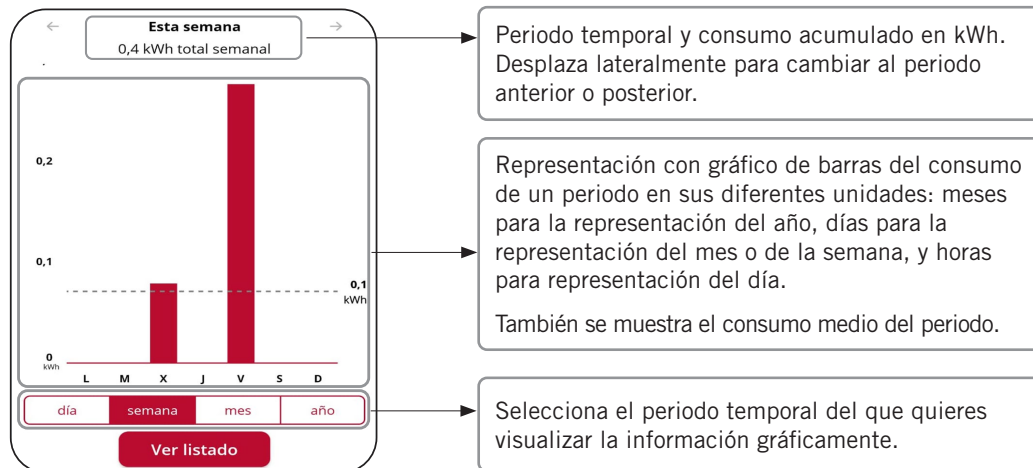 ← Esta semana →
0,4 kWh total semanal
0,2
0,1
0,1
kWh
0
kWh
L M X J V S D
día semana mes año
Ver listado
Periodo temporal y consumo acumulado en kWh.
Desplaza lateralmente para cambiar al periodo
anterior o posterior.
Representación con gráfico de barras del consumo
de un periodo en sus diferentes unidades: meses
para la representación del año, días para la
representación del mes o de la semana, y horas
para representación del día.
También se muestra el consumo medio del periodo.
Selecciona el periodo temporal del que quieres
visualizar la información gráficamente.